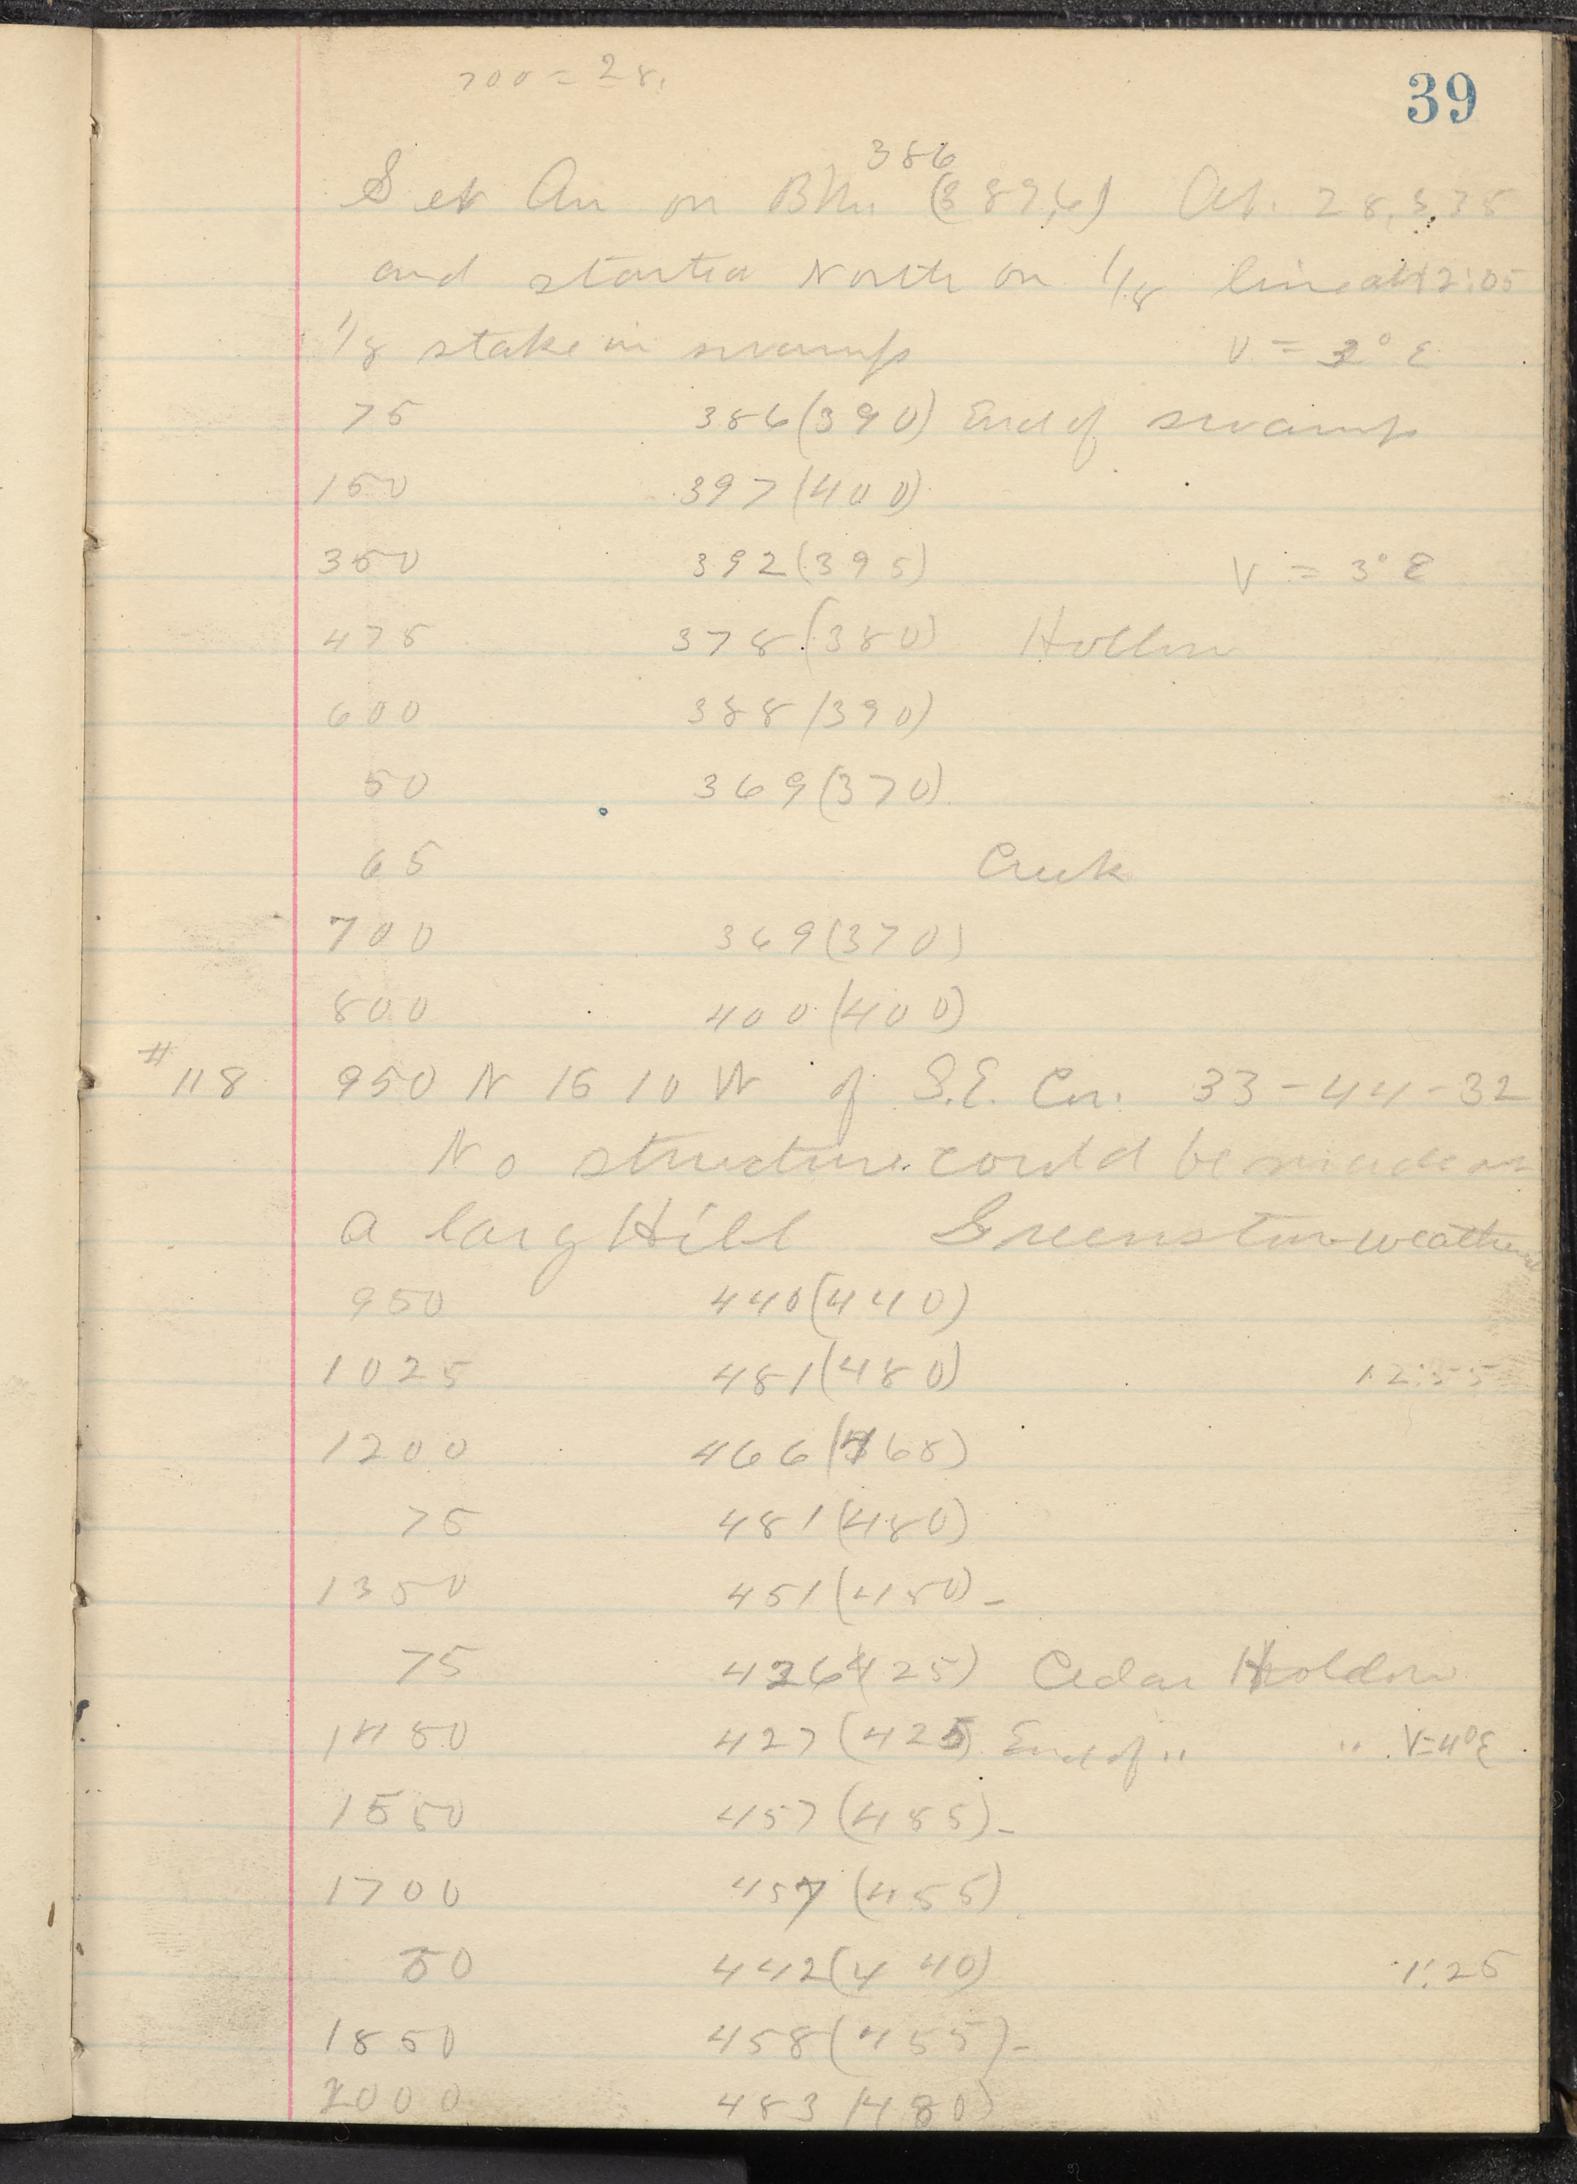 700 = 28.
39
386
Set An on BM. (389.6) At. 28,335
and started North on 1/8 line at 12:05
1/8 stake in swamp V = 2° E
75 386(390) End of swamp
150 397(400)
350 392(395) V = 3° E
475 378(380) Hollow
600 388(390)
50 369(370)
65 Creek
700 369(370)
800 400(400)
#118 950 N 1610 W of S.E. Cor. 33-44-32
No structure could be made on
a larg Hill Greenstone weathered
950 440(440)
1025 481(480) 12:55
1200 466(468)
75 481(480)
1350 451(450)-
75 426(425) Cedar Holdow
1450 427(425) End of " " V=4°E
1550 457(455)-
1700 457(455)
50 442(440) 1:25
1850 458(455)-
2000 483(480)